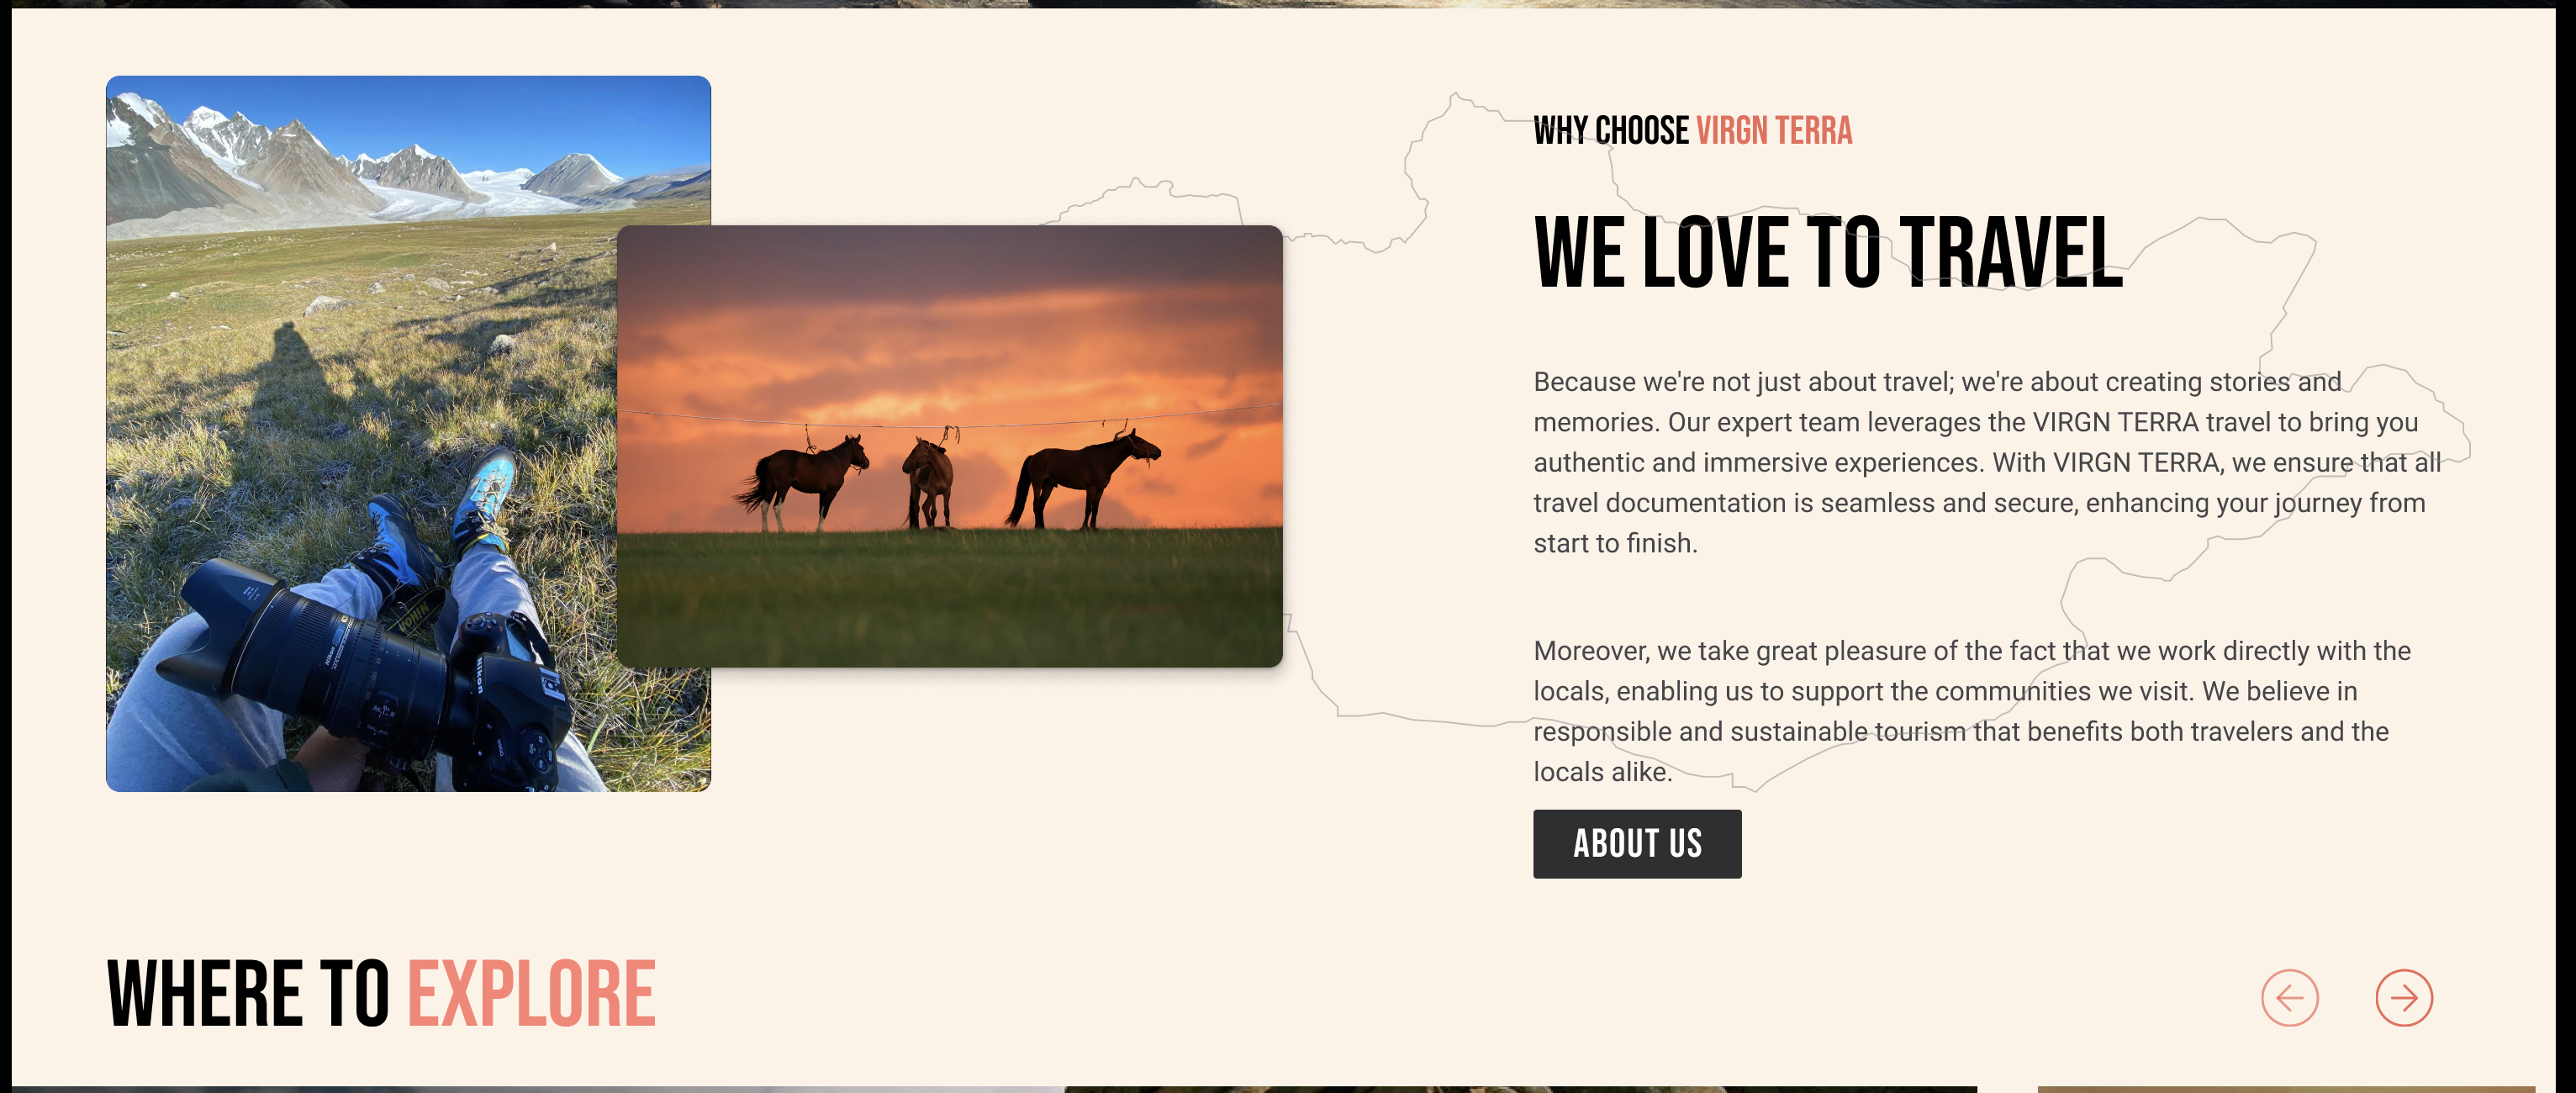 WHY CHOOSE VIRGN TERRA
WE LOVE TO TRAVEL
Because we're not just about travel; we're about creating stories and
memories. Our expert team leverages the VIRGN TERRA travel to bring you
authentic and immersive experiences. With VIRGN TERRA, we ensure that all
travel documentation is seamless and secure, enhancing your journey from
start to finish.
Moreover, we take great pleasure of the fact that we work directly with the
locals, enabling us to support the communities we visit. We believe in
responsible and sustainable tourism that benefits both travelers and the
locals alike.
ABOUT US
Nikon
WHERE TO EXPLORE